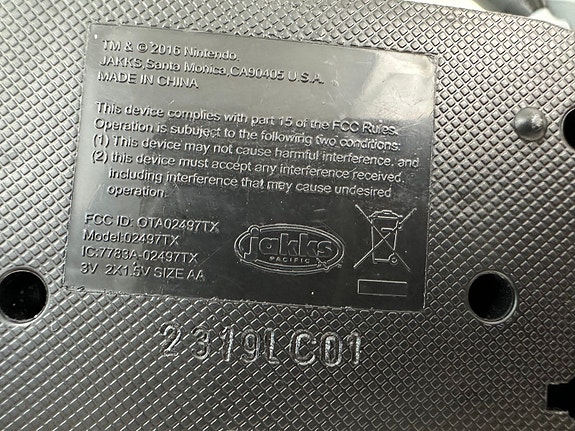 TM & © 2016 Nintendo
JAKKS,Santa Monica,CA90405 U.S.A.
MADE IN CHINA
This device complies with part 15 of the FCC Rules.
Operation is subject to the following two conditions:
(1) This device may not cause harmful interference, and
(2) this device must accept any interference received,
including interference that may cause undesired
operation.
FCC ID: OTA02497TX
Model:02497TX
IC:7783A-02497TX
3V 2X1.5V SIZE AA
jakks
PACIFIC
2319LC01